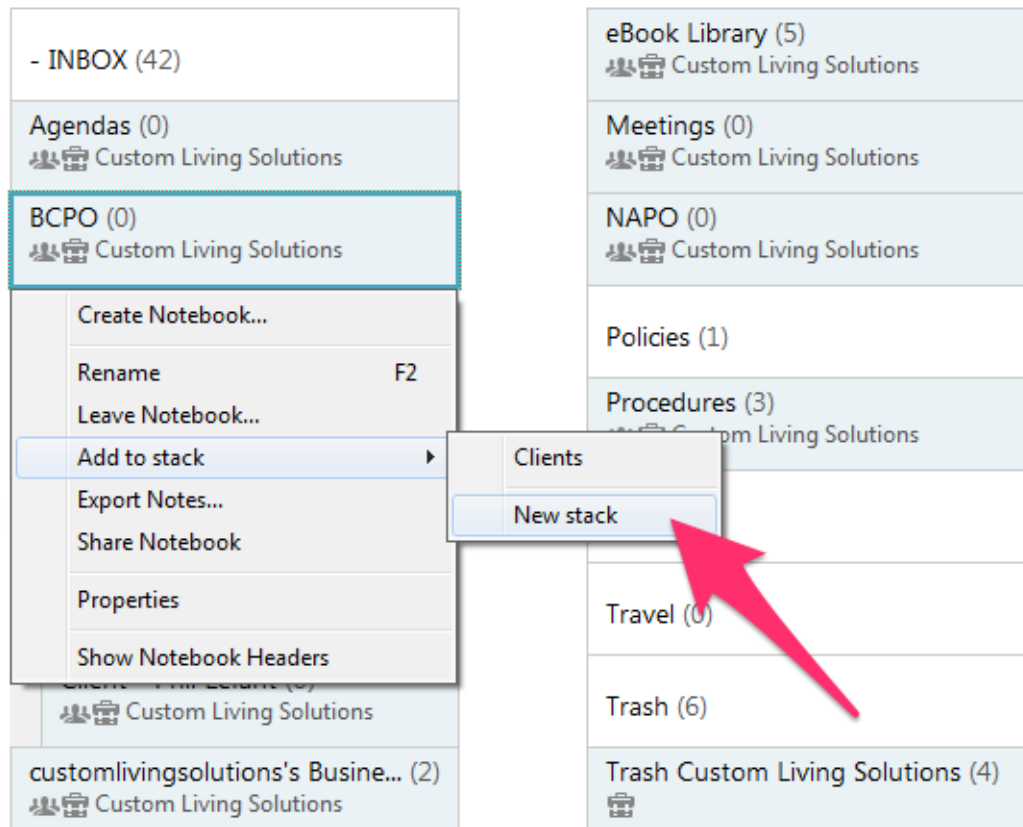 - INBOX (42)
Agendas (0)
Custom Living Solutions
BCPO (0)
Custom Living Solutions
Create Notebook...
Rename F2
Leave Notebook...
Add to stack
Export Notes...
Share Notebook
Properties
Show Notebook Headers
Custom Living Solutions
customlivingsolutions's Busine... (2)
Custom Living Solutions
Clients
New stack
eBook Library (5)
Custom Living Solutions
Meetings (0)
Custom Living Solutions
NAPO (0)
Custom Living Solutions
Policies (1)
Procedures (3)
Living Solutions
Travel (0)
Trash (6)
Trash Custom Living Solutions (4)